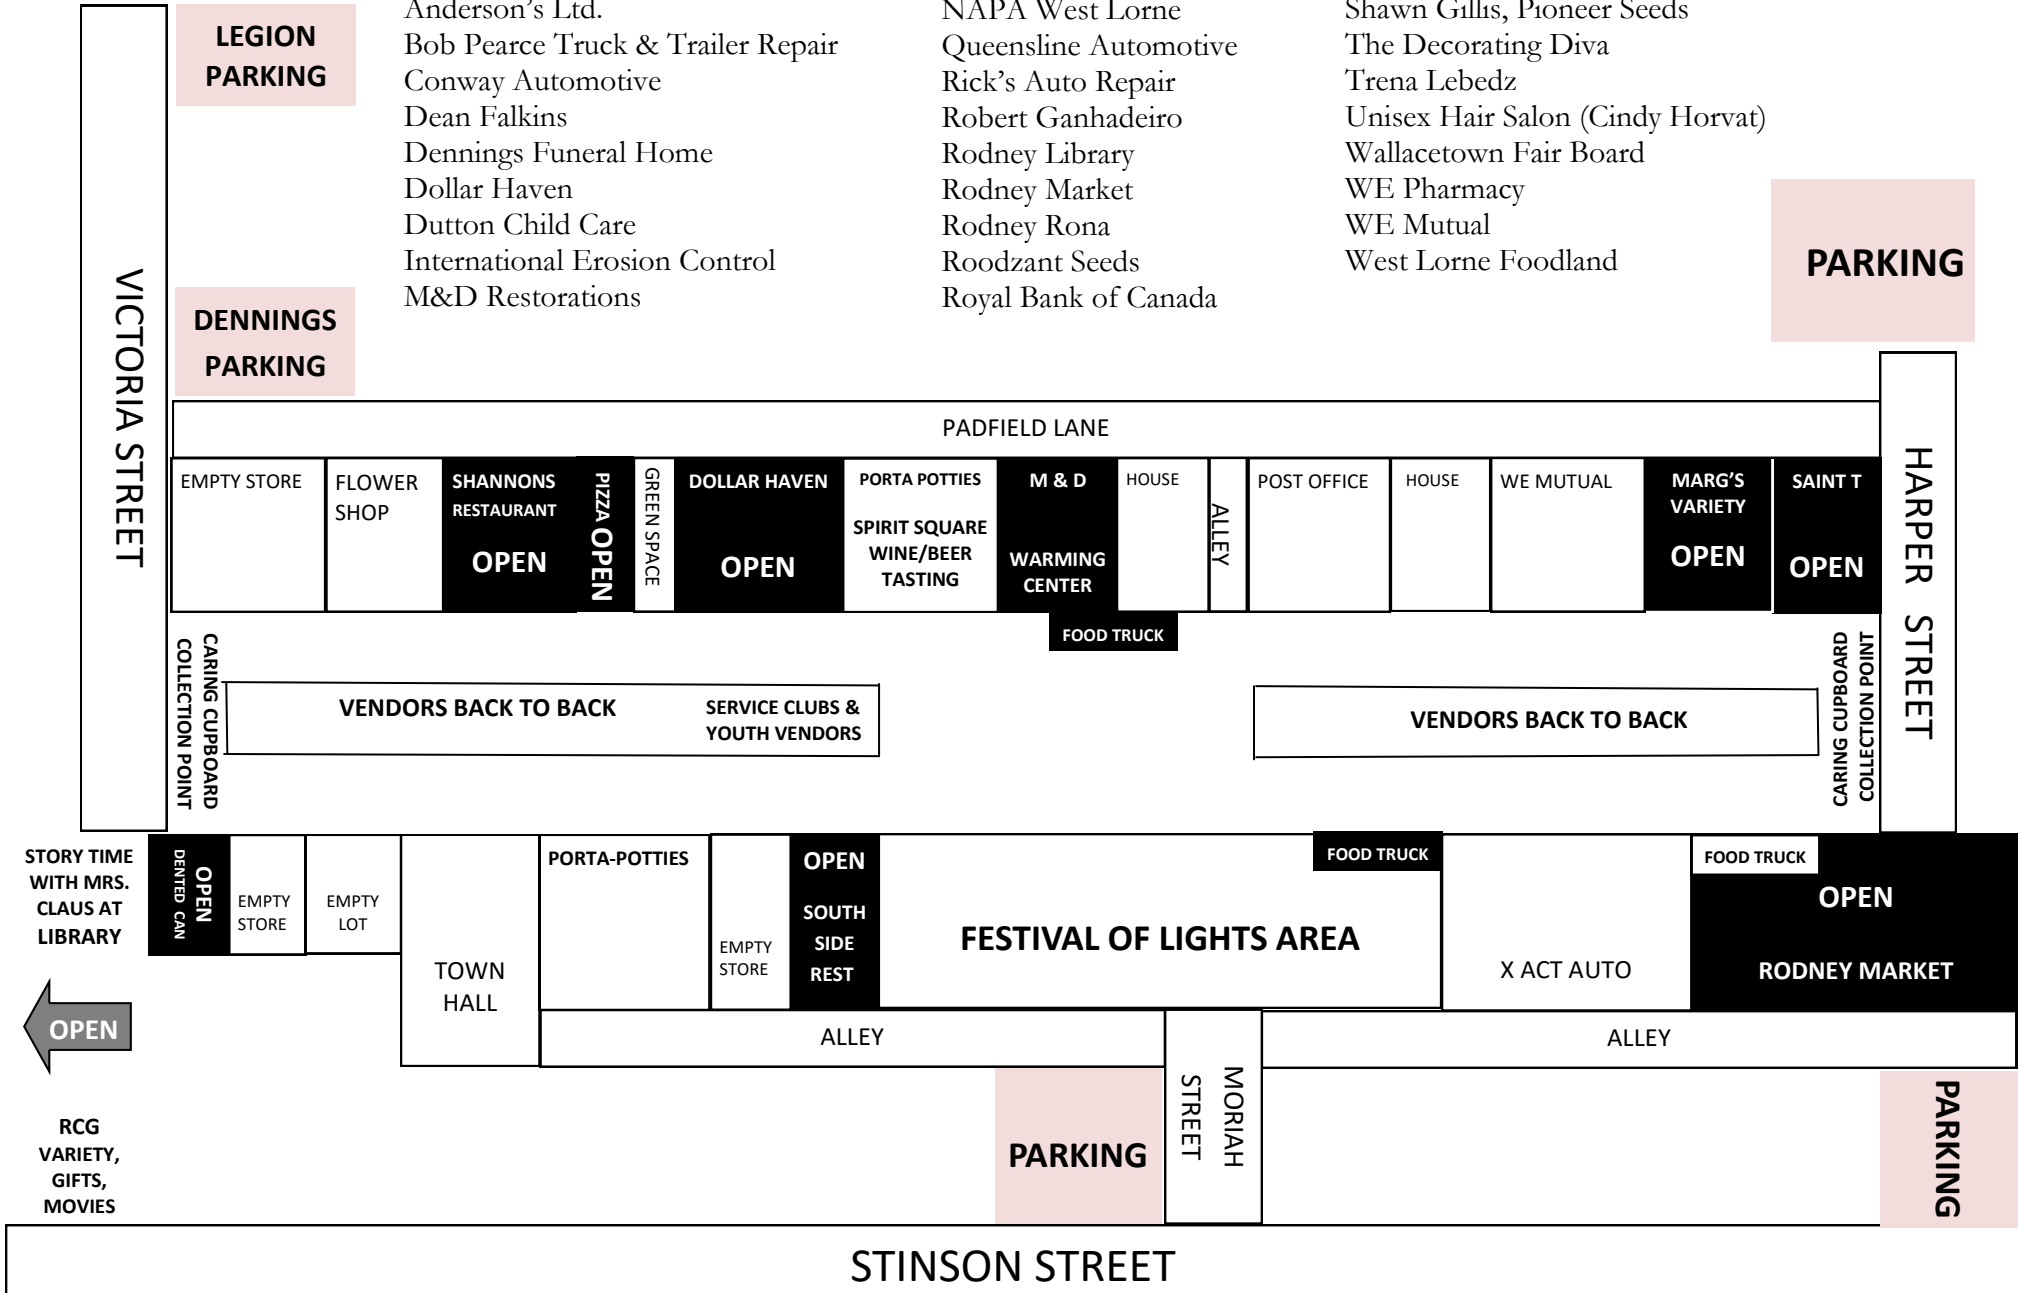 Anderson's Ltd.
Bob Pearce Truck & Trailer Repair
Conway Automotive
Dean Falkins
Dennings Funeral Home
Dollar Haven
Dutton Child Care
International Erosion Control
M&D Restorations
NAPA West Lorne
Queensline Automotive
Rick's Auto Repair
Robert Ganhadeiro
Rodney Library
Rodney Market
Rodney Rona
Roodzant Seeds
Royal Bank of Canada
Shawn Gillis, Pioneer Seeds
The Decorating Diva
Trena Lebedz
Unisex Hair Salon (Cindy Horvat)
Wallacetown Fair Board
WE Pharmacy
WE Mutual
West Lorne Foodland
LEGION
PARKING
DENNINGS
PARKING
PARKING
VICTORIA STREET
PADFIELD LANE
HARPER STREET
EMPTY STORE
FLOWER
SHOP
SHANNONS
RESTAURANT
OPEN
PIZZA OPEN
GREEN SPACE
DOLLAR HAVEN
OPEN
PORTA POTTIES
SPIRIT SQUARE
WINE/BEER
TASTING
M & D
WARMING
CENTER
HOUSE
ALLEY
POST OFFICE
HOUSE
WE MUTUAL
MARG'S
VARIETY
OPEN
SAINT T
OPEN
FOOD TRUCK
CARING CUPBOARD
COLLECTION POINT
VENDORS BACK TO BACK
SERVICE CLUBS &
YOUTH VENDORS
VENDORS BACK TO BACK
CARING CUPBOARD
COLLECTION POINT
STORY TIME
WITH MRS.
CLAUS AT
LIBRARY
OPEN
DENTED CAN
EMPTY
STORE
EMPTY
LOT
TOWN
HALL
PORTA-POTTIES
EMPTY
STORE
OPEN
SOUTH
SIDE
REST
FESTIVAL OF LIGHTS AREA
FOOD TRUCK
X ACT AUTO
FOOD TRUCK
OPEN
RODNEY MARKET
OPEN
ALLEY
ALLEY
RCG
VARIETY,
GIFTS,
MOVIES
PARKING
MORIAH
STREET
PARKING
STINSON STREET